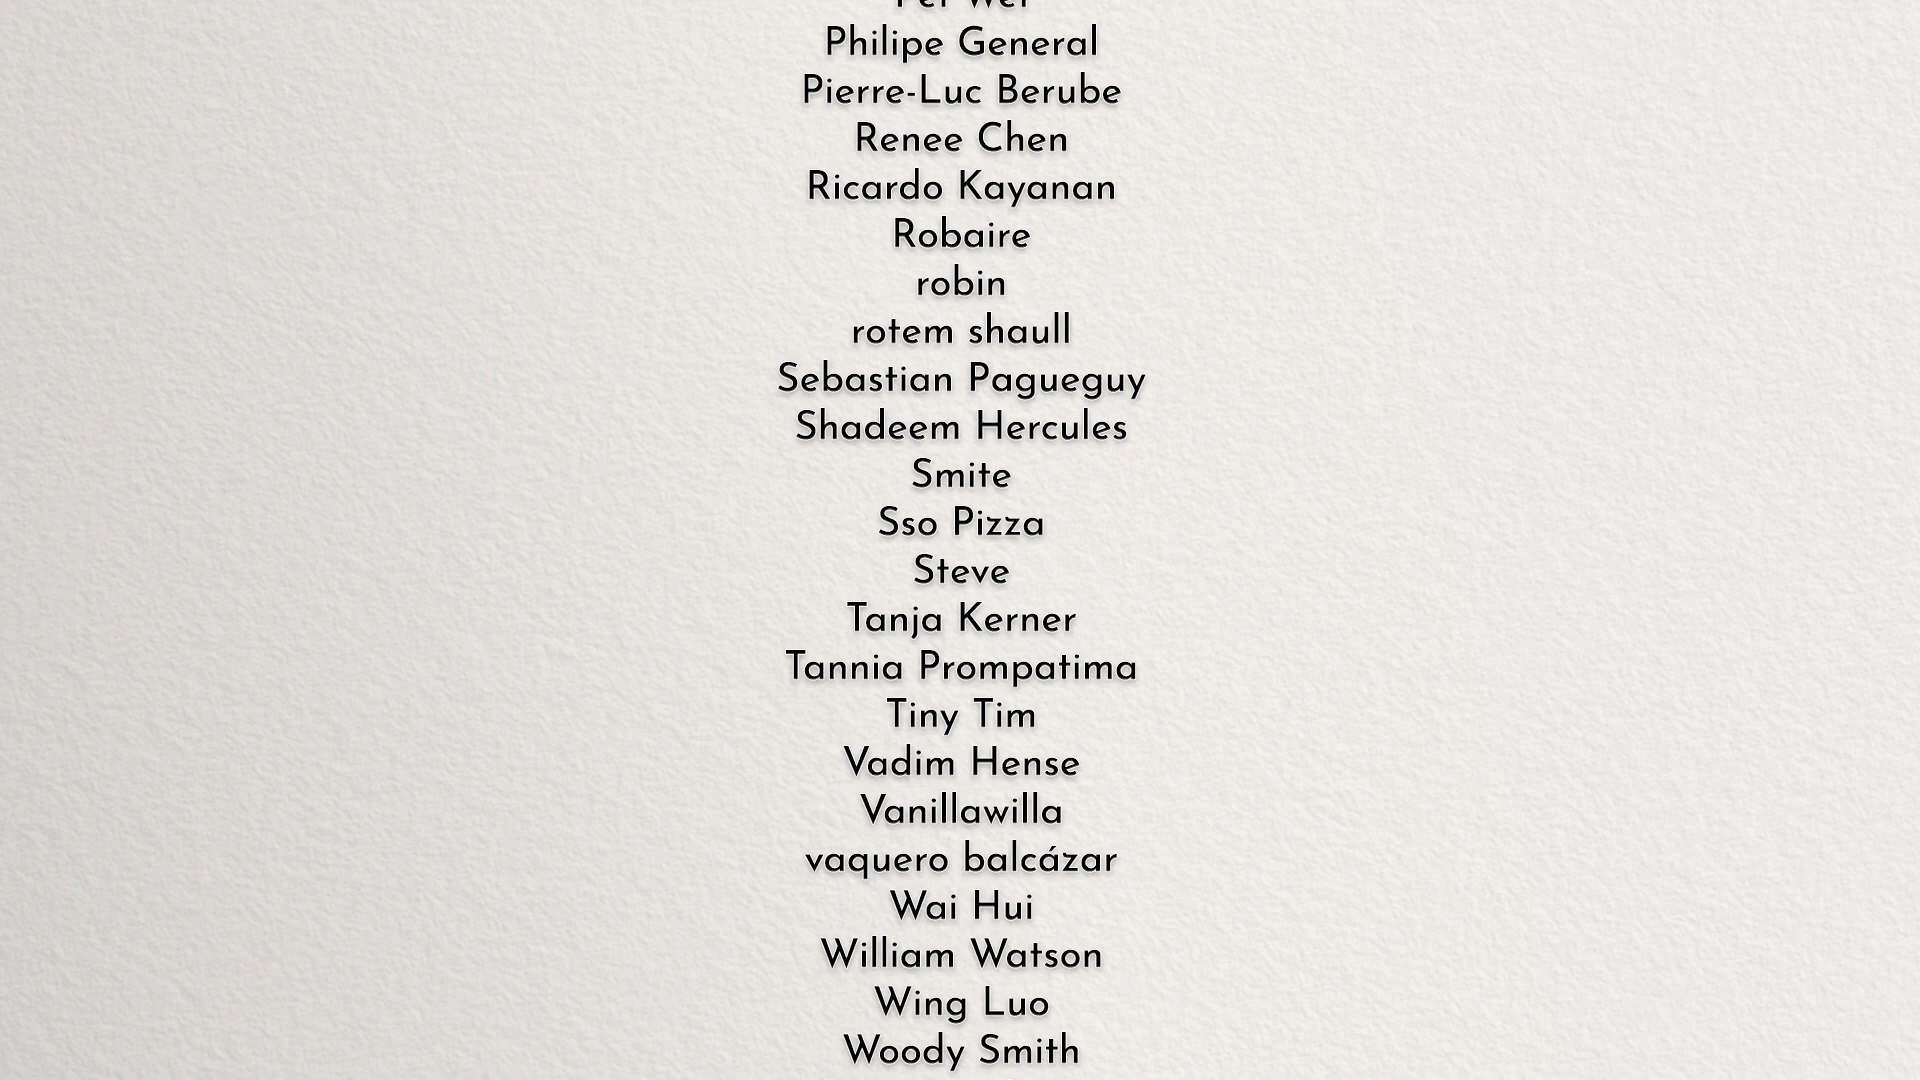 Pei Wei
Philipe General
Pierre-Luc Berube
Renee Chen
Ricardo Kayanan
Robaire
robin
rotem shaull
Sebastian Pagueguy
Shadeem Hercules
Smite
Sso Pizza
Steve
Tanja Kerner
Tannia Prompatima
Tiny Tim
Vadim Hense
Vanillawilla
vaquero balcázar
Wai Hui
William Watson
Wing Luo
Woody Smith